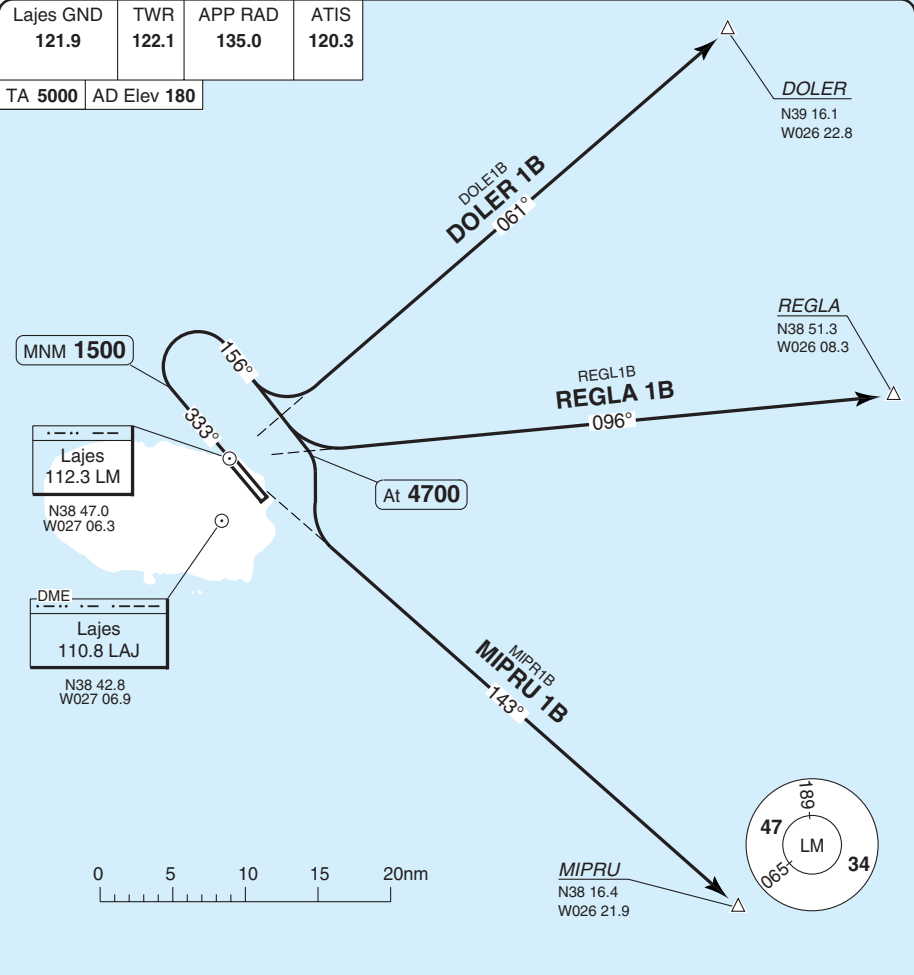 Lajes GND TWR APP RAD ATIS
121.9 122.1 135.0 120.3
TA 5000 AD Elev 180
DOLER
N39 16.1
W026 22.8
DOLE1B
DOLER 1B
061°
REGLA
N38 51.3
W026 08.3
MNM 1500
156°
REGL1B
REGLA 1B
096°
333°
Lajes
112.3 LM
N38 47.0
W027 06.3
At 4700
DME
Lajes
110.8 LAJ
N38 42.8
W027 06.9
MIPR1B
MIPRU 1B
143°
189
47
LM
34
065
0 5 10 15 20nm
MIPRU
N38 16.4
W026 21.9